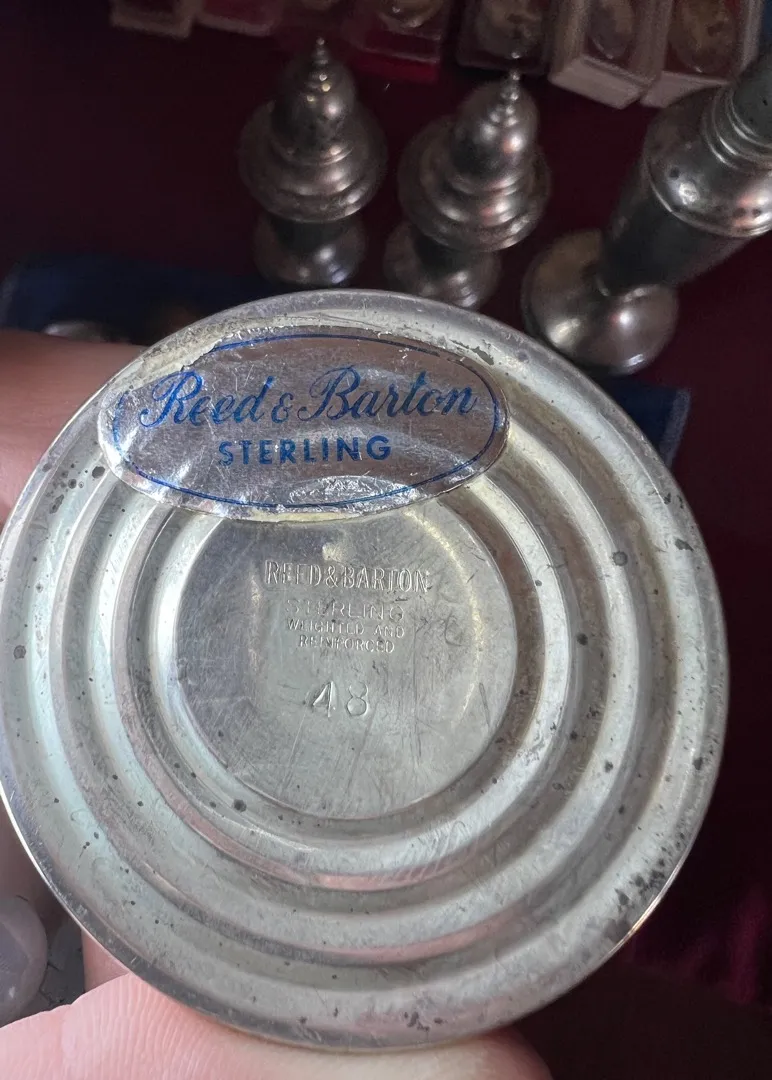 Reed & Barton
STERLING
REED & BARTON
STERLING
WEIGHTED AND
REINFORCED
48